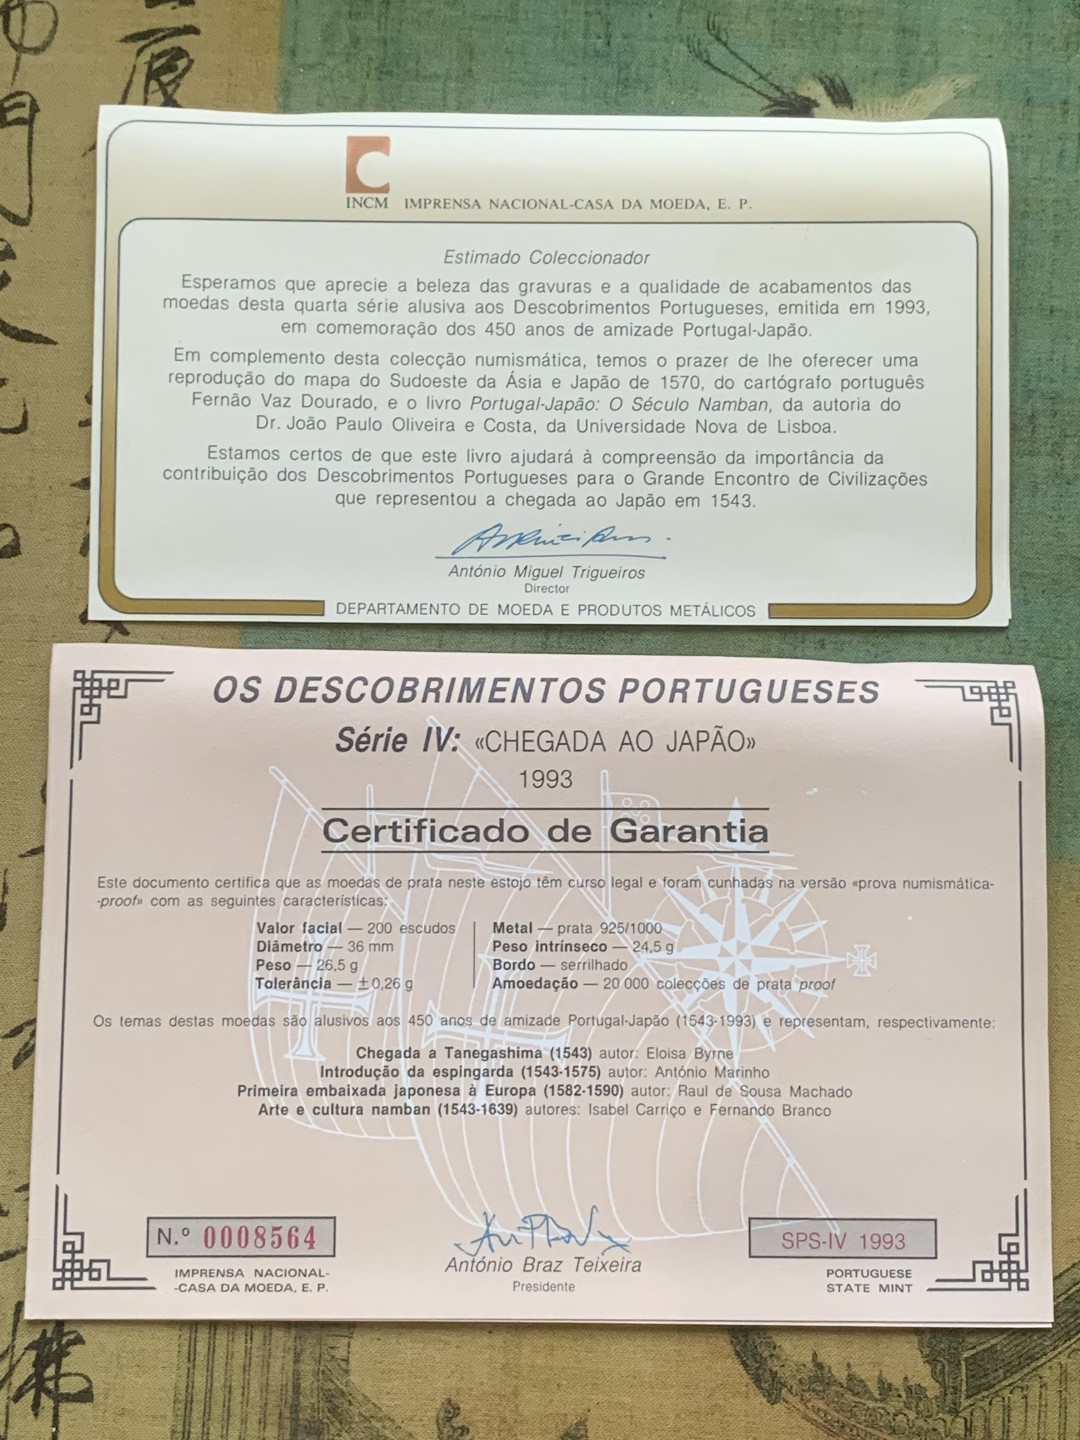 INCM IMPRENSA NACIONAL-CASA DA MOEDA, E. P.
Estimado Coleccionador
Esperamos que aprecie a beleza das gravuras e a qualidade de acabamentos das
moedas desta quarta série alusiva aos Descobrimentos Portugueses, emitida em 1993,
em comemoração dos 450 anos de amizade Portugal-Japão.
Em complemento desta colecção numismática, temos o prazer de lhe oferecer uma
reprodução do mapa do Sudoeste da Ásia e Japão de 1570, do cartógrafo português
Fernão Vaz Dourado, e o livro Portugal-Japão: O Século Namban, da autoria do
Dr. João Paulo Oliveira e Costa, da Universidade Nova de Lisboa.
Estamos certos de que este livro ajudará à compreensão da importância da
contribuição dos Descobrimentos Portugueses para o Grande Encontro de Civilizações
que representou a chegada ao Japão em 1543.
António Miguel Trigueiros
Director
DEPARTAMENTO DE MOEDA E PRODUTOS METÁLICOS
OS DESCOBRIMENTOS PORTUGUESES
Série IV: «CHEGADA AO JAPÃO»
1993
Certificado de Garantia
Este documento certifica que as moedas de prata neste estojo têm curso legal e foram cunhadas na versão «prova numismática-
-proof» com as seguintes características:
Valor facial — 200 escudos
Diâmetro — 36 mm
Peso — 26,5 g
Tolerância — ±0,26 g
Metal — prata 925/1000
Peso intrínseco — 24,5 g
Bordo — serrilhado
Amoedação — 20 000 colecções de prata proof
Os temas destas moedas são alusivos aos 450 anos de amizade Portugal-Japão (1543-1993) e representam, respectivamente:
Chegada a Tanegashima (1543) autor: Eloisa Byrne
Introdução da espingarda (1543-1575) autor: António Marinho
Primeira embaixada japonesa à Europa (1582-1590) autor: Raul de Sousa Machado
Arte e cultura namban (1543-1639) autores: Isabel Carriço e Fernando Branco
N.º 0008564
IMPRENSA NACIONAL-
-CASA DA MOEDA, E. P.
António Braz Teixeira
Presidente
SPS-IV 1993
PORTUGUESE
STATE MINT
佛